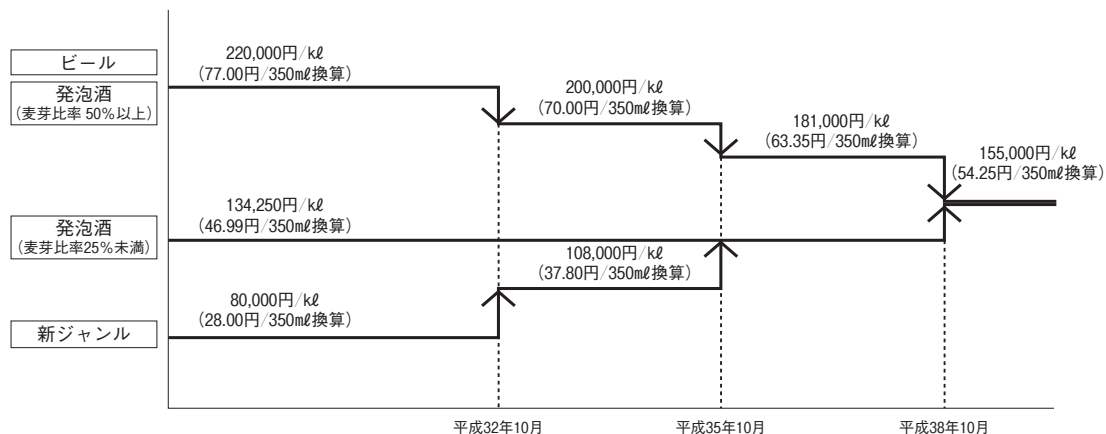 ビール
発泡酒
（麦芽比率 50％以上）
220,000円/kℓ
（77.00円/350mℓ換算）
200,000円/kℓ
（70.00円/350mℓ換算）
181,000円/kℓ
（63.35円/350mℓ換算）
155,000円/kℓ
（54.25円/350mℓ換算）
発泡酒
（麦芽比率25％未満）
134,250円/kℓ
（46.99円/350mℓ換算）
108,000円/kℓ
（37.80円/350mℓ換算）
新ジャンル
80,000円/kℓ
（28.00円/350mℓ換算）
平成32年10月
平成35年10月
平成38年10月